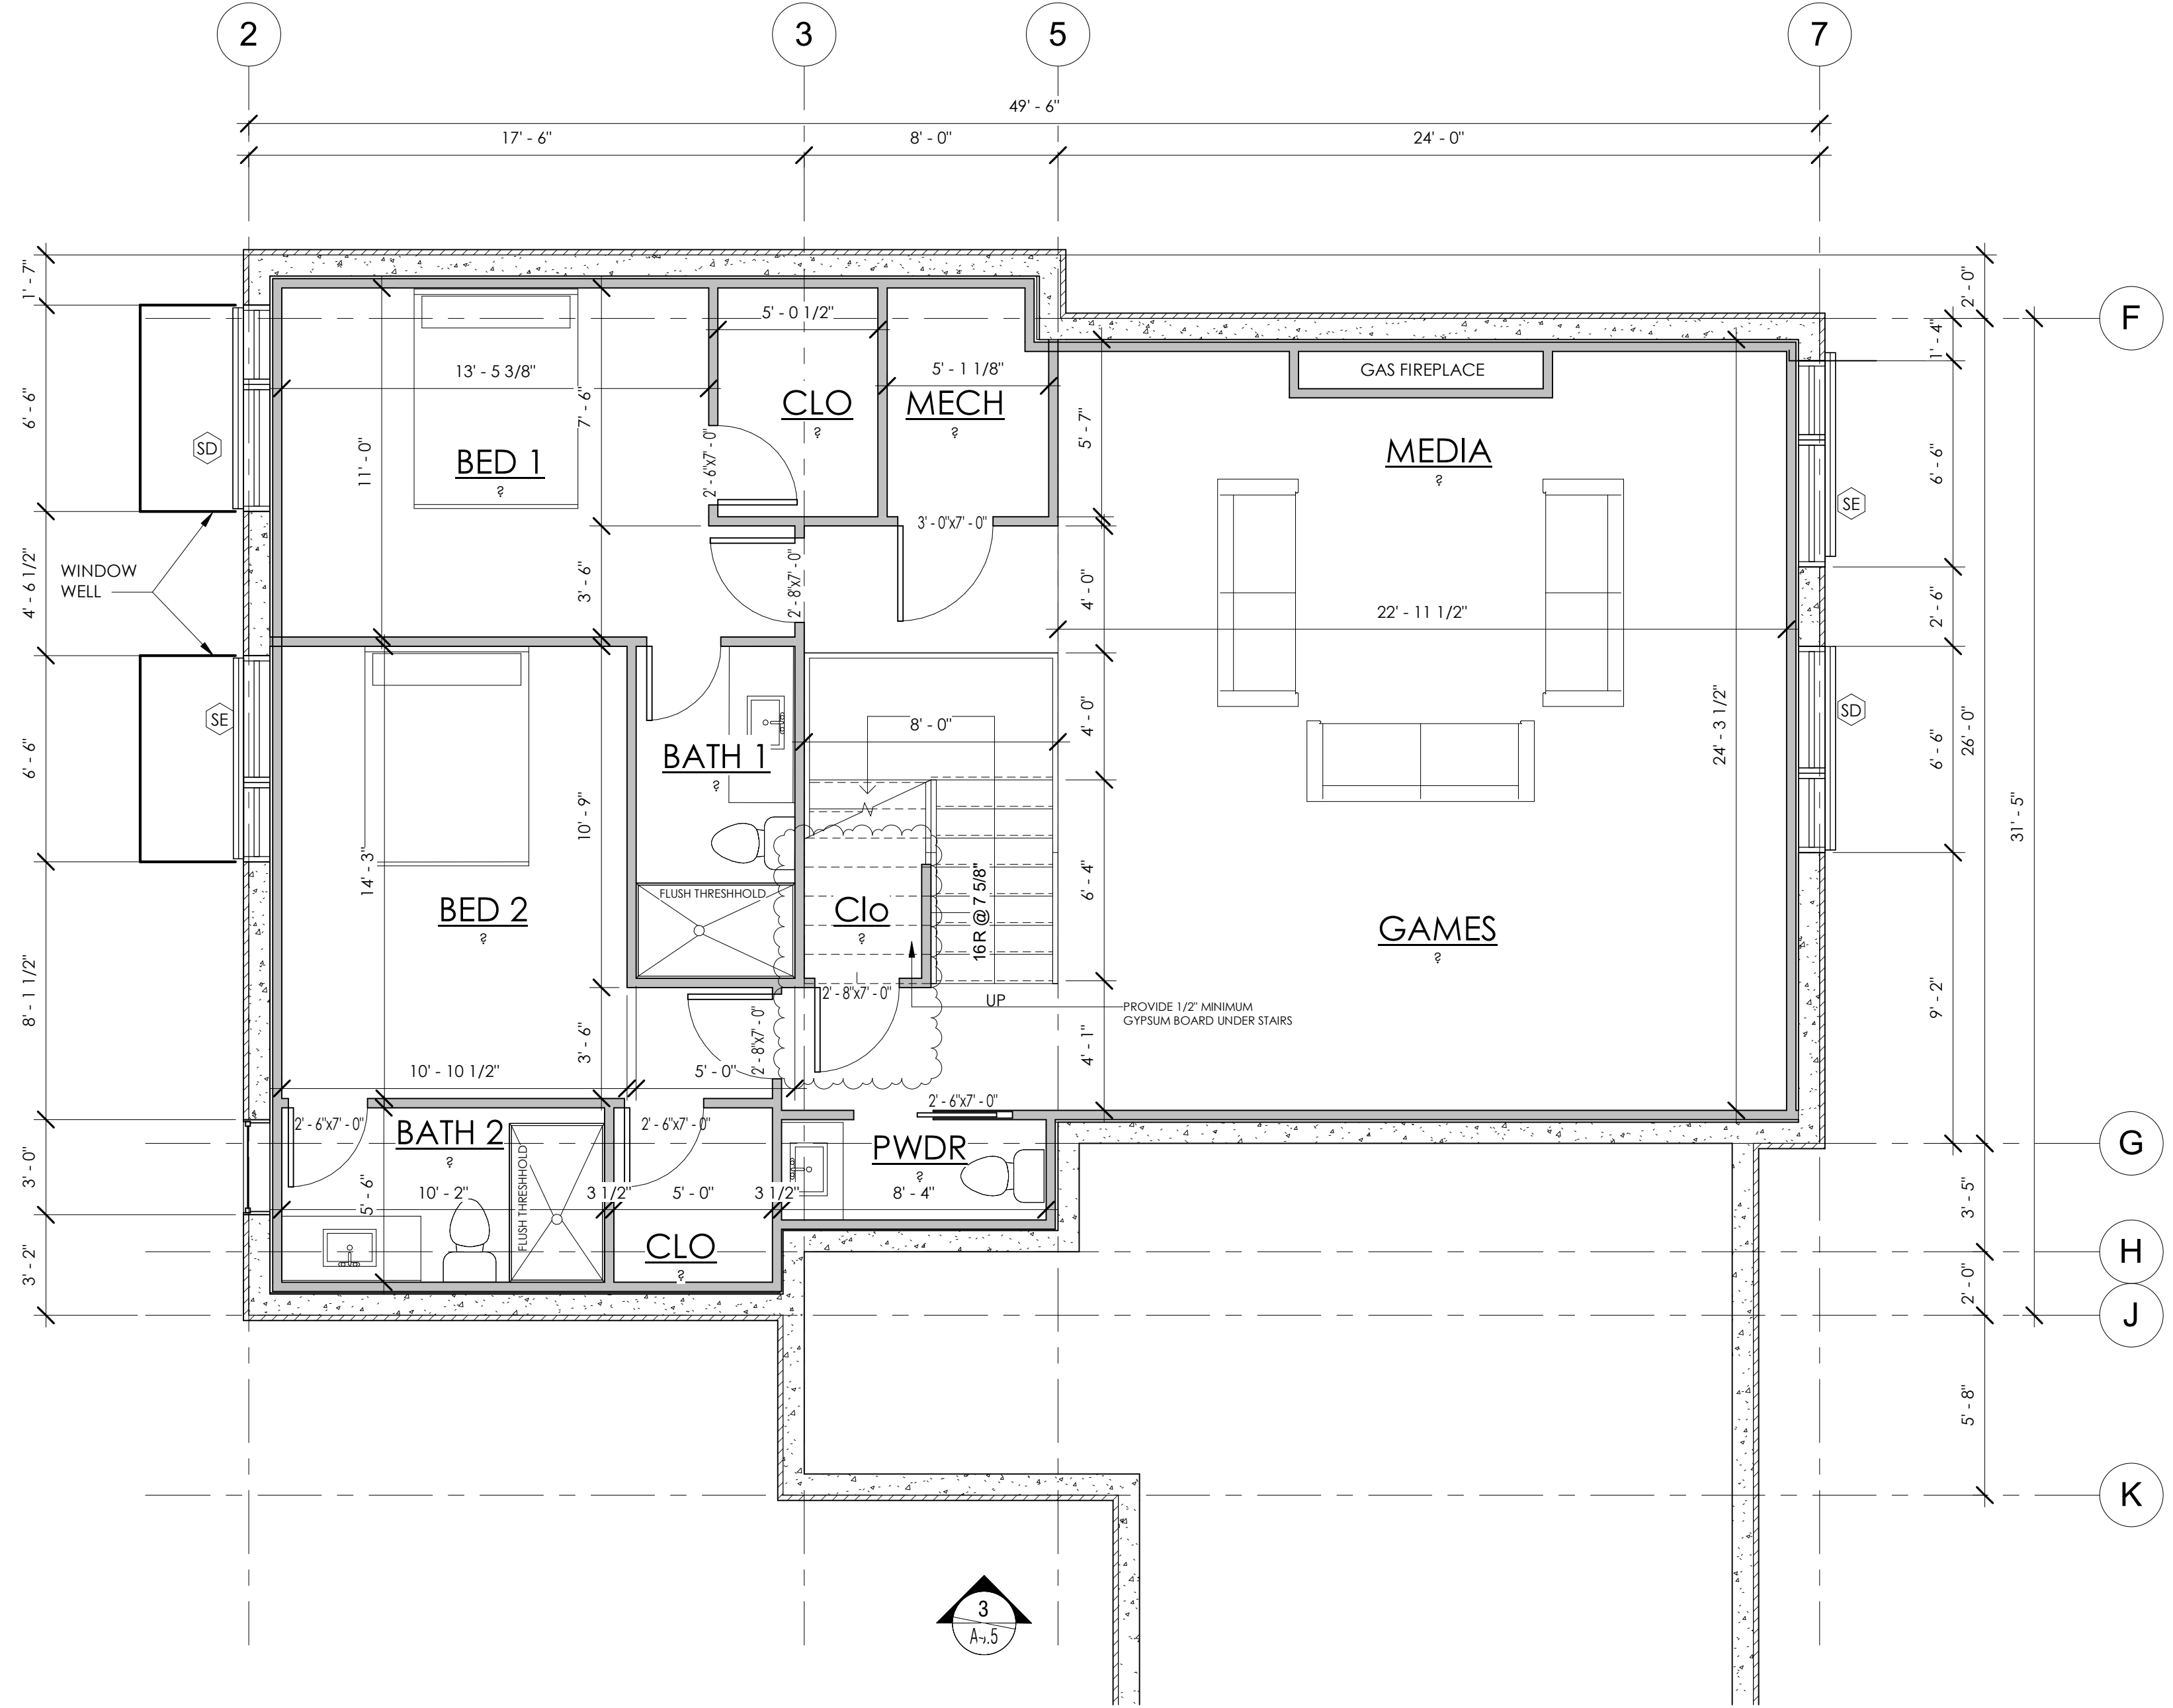 2
3
5
7
49' - 6"
17' - 6"
8' - 0"
24' - 0"
1' - 7"
6' - 6"
4' - 6 1/2"
6' - 6"
8' - 1 1/2"
3' - 0"
3' - 2"
WINDOW
WELL
SD
SE
13' - 5 3/8"
11' - 0"
7' - 6"
BED 1
?
3' - 6"
5' - 0 1/2"
CLO
?
2' - 6"x7' - 0"
5' - 1 1/8"
MECH
?
3' - 0"x7' - 0"
2' - 8"x7' - 0"
5' - 7"
4' - 0"
4' - 0"
6' - 4"
4' - 1"
GAS FIREPLACE
MEDIA
?
22' - 11 1/2"
24' - 3 1/2"
GAMES
?
BATH 1
?
FLUSH THRESHHOLD
8' - 0"
Clo
?
16R @ 7 5/8"
UP
2' - 8"x7' - 0"
PROVIDE 1/2" MINIMUM
GYPSUM BOARD UNDER STAIRS
14' - 3"
BED 2
?
10' - 9"
3' - 6"
10' - 10 1/2"
5' - 0"
2' - 8"x7' - 0"
2' - 6"x7' - 0"
BATH 2
?
FLUSH THRESHHOLD
5' - 6"
10' - 2"
3 1/2"
2' - 6"x7' - 0"
5' - 0"
3 1/2"
CLO
?
2' - 6"x7' - 0"
PWDR
?
8' - 4"
SE
SD
1' - 4"
6' - 6"
2' - 6"
6' - 6"
9' - 2"
2' - 0"
26' - 0"
3' - 5"
2' - 0"
5' - 8"
31' - 5"
F
G
H
J
K
3